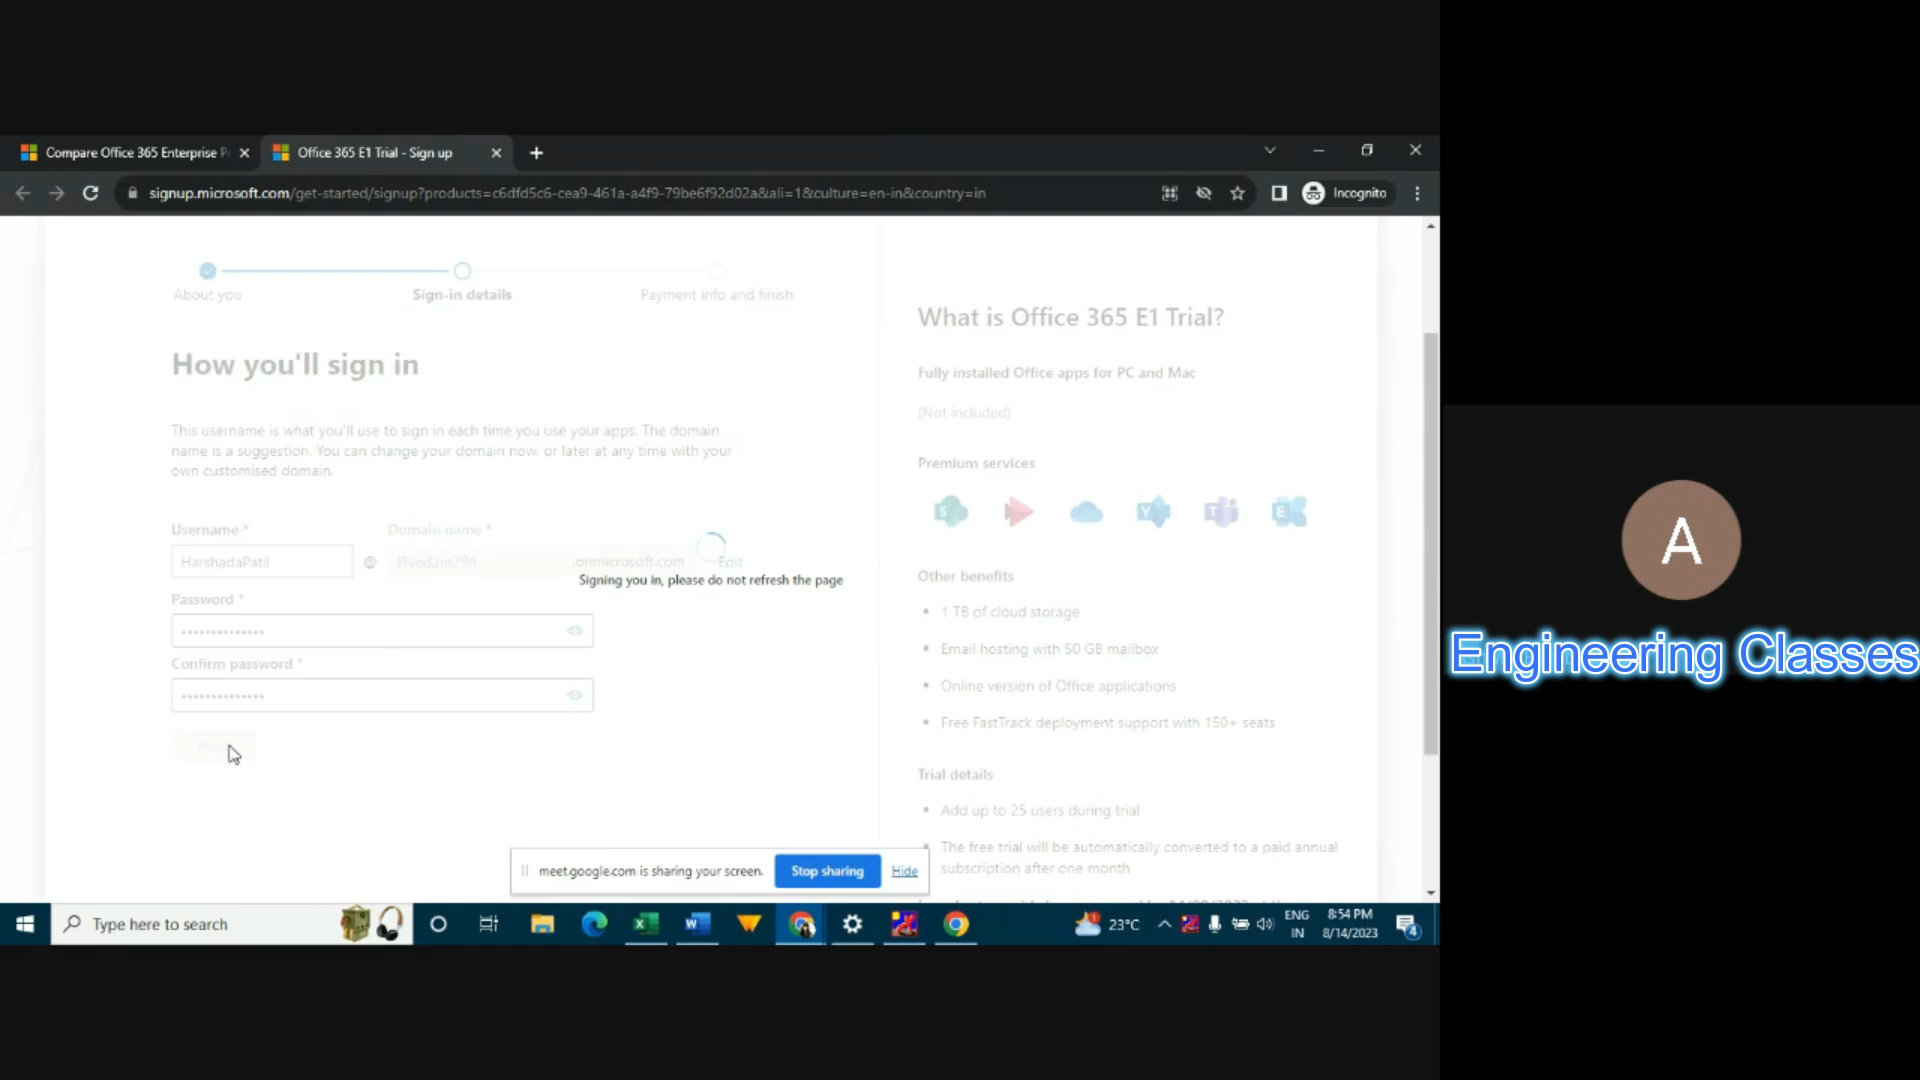 Compare Office 365 Enterprise Pr
Office 365 E1 Trial - Sign up
signup.microsoft.com/get-started/signup?products=c6dfd5c6-cea9-461a-a4f9-79be6f92d02a&ali=1&culture=en-in&country=in
Incognito
About you
Sign-in details
Payment info and finish
How you'll sign in
This username is what you'll use to sign in each time you use your apps. The domain
name is a suggestion. You can change your domain now, or later at any time with your
own customised domain.
Username *
Domain name *
HarshadaPatil
@
ITvedant296
.onmicrosoft.com
Edit
Signing you in, please do not refresh the page
Password *
Confirm password *
What is Office 365 E1 Trial?
Fully installed Office apps for PC and Mac
(Not included)
Premium services
Other benefits
• 1 TB of cloud storage
• Email hosting with 50 GB mailbox
• Online version of Office applications
• Free FastTrack deployment support with 150+ seats
Trial details
• Add up to 25 users during trial
• The free trial will be automatically converted to a paid annual
subscription after one month
meet.google.com is sharing your screen.
Stop sharing
Hide
Type here to search
23°C
ENG
IN
8:54 PM
8/14/2023
4
A
Engineering Classes